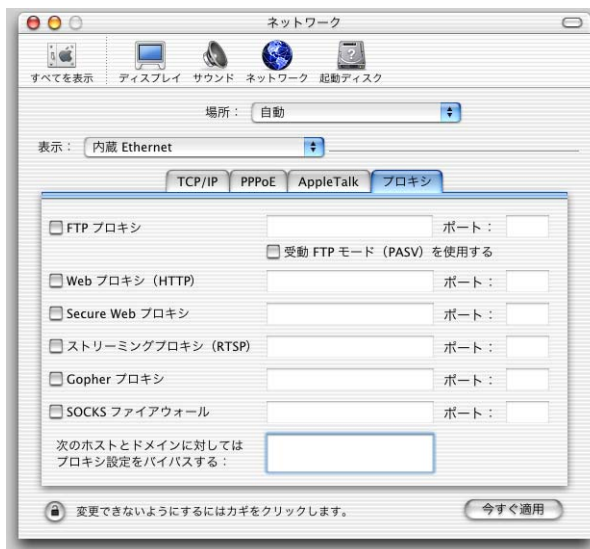 ネットワーク
すべてを表示 ディスプレイ サウンド ネットワーク 起動ディスク
場所： 自動
表示： 内蔵 Ethernet
TCP/IP PPPoE AppleTalk プロキシ
FTP プロキシ ポート：
受動 FTP モード（PASV）を使用する
Web プロキシ（HTTP） ポート：
Secure Web プロキシ ポート：
ストリーミングプロキシ（RTSP） ポート：
Gopher プロキシ ポート：
SOCKS ファイアウォール ポート：
次のホストとドメインに対しては
プロキシ設定をバイパスする：
変更できないようにするにはカギをクリックします。 今すぐ適用